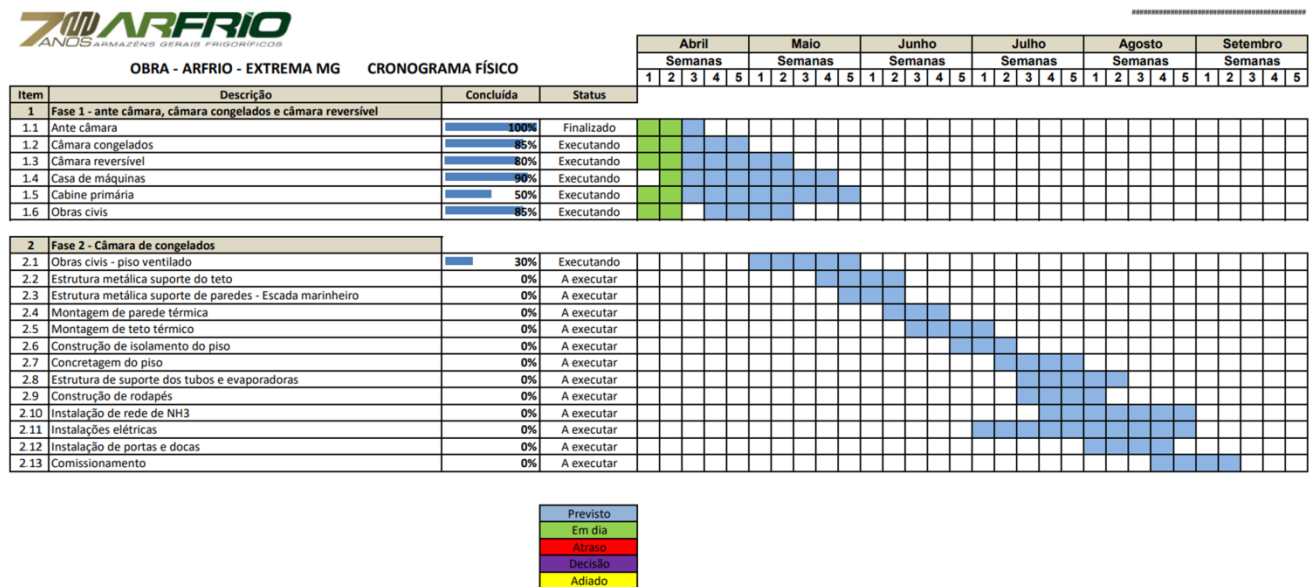 70 ANOS ARFRIO
ARMAZÉNS GERAIS FRIGORÍFICOS
##############################################
OBRA - ARFRIO - EXTREMA MG CRONOGRAMA FÍSICO
Abril Maio Junho Julho Agosto Setembro
Semanas Semanas Semanas Semanas Semanas Semanas
1 2 3 4 5 1 2 3 4 5 1 2 3 4 5 1 2 3 4 5 1 2 3 4 5 1 2 3 4 5
Item Descrição Concluída Status
1 Fase 1 - ante câmara, câmara congelados e câmara reversível
1.1 Ante câmara 100% Finalizado
1.2 Câmara congelados 85% Executando
1.3 Câmara reversível 80% Executando
1.4 Casa de máquinas 90% Executando
1.5 Cabine primária 50% Executando
1.6 Obras civis 85% Executando
2 Fase 2 - Câmara de congelados
2.1 Obras civis - piso ventilado 30% Executando
2.2 Estrutura metálica suporte do teto 0% A executar
2.3 Estrutura metálica suporte de paredes - Escada marinheiro 0% A executar
2.4 Montagem de parede térmica 0% A executar
2.5 Montagem de teto térmico 0% A executar
2.6 Construção de isolamento do piso 0% A executar
2.7 Concretagem do piso 0% A executar
2.8 Estrutura de suporte dos tubos e evaporadoras 0% A executar
2.9 Construção de rodapés 0% A executar
2.10 Instalação de rede de NH3 0% A executar
2.11 Instalações elétricas 0% A executar
2.12 Instalação de portas e docas 0% A executar
2.13 Comissionamento 0% A executar
Previsto
Em dia
Atraso
Decisão
Adiado